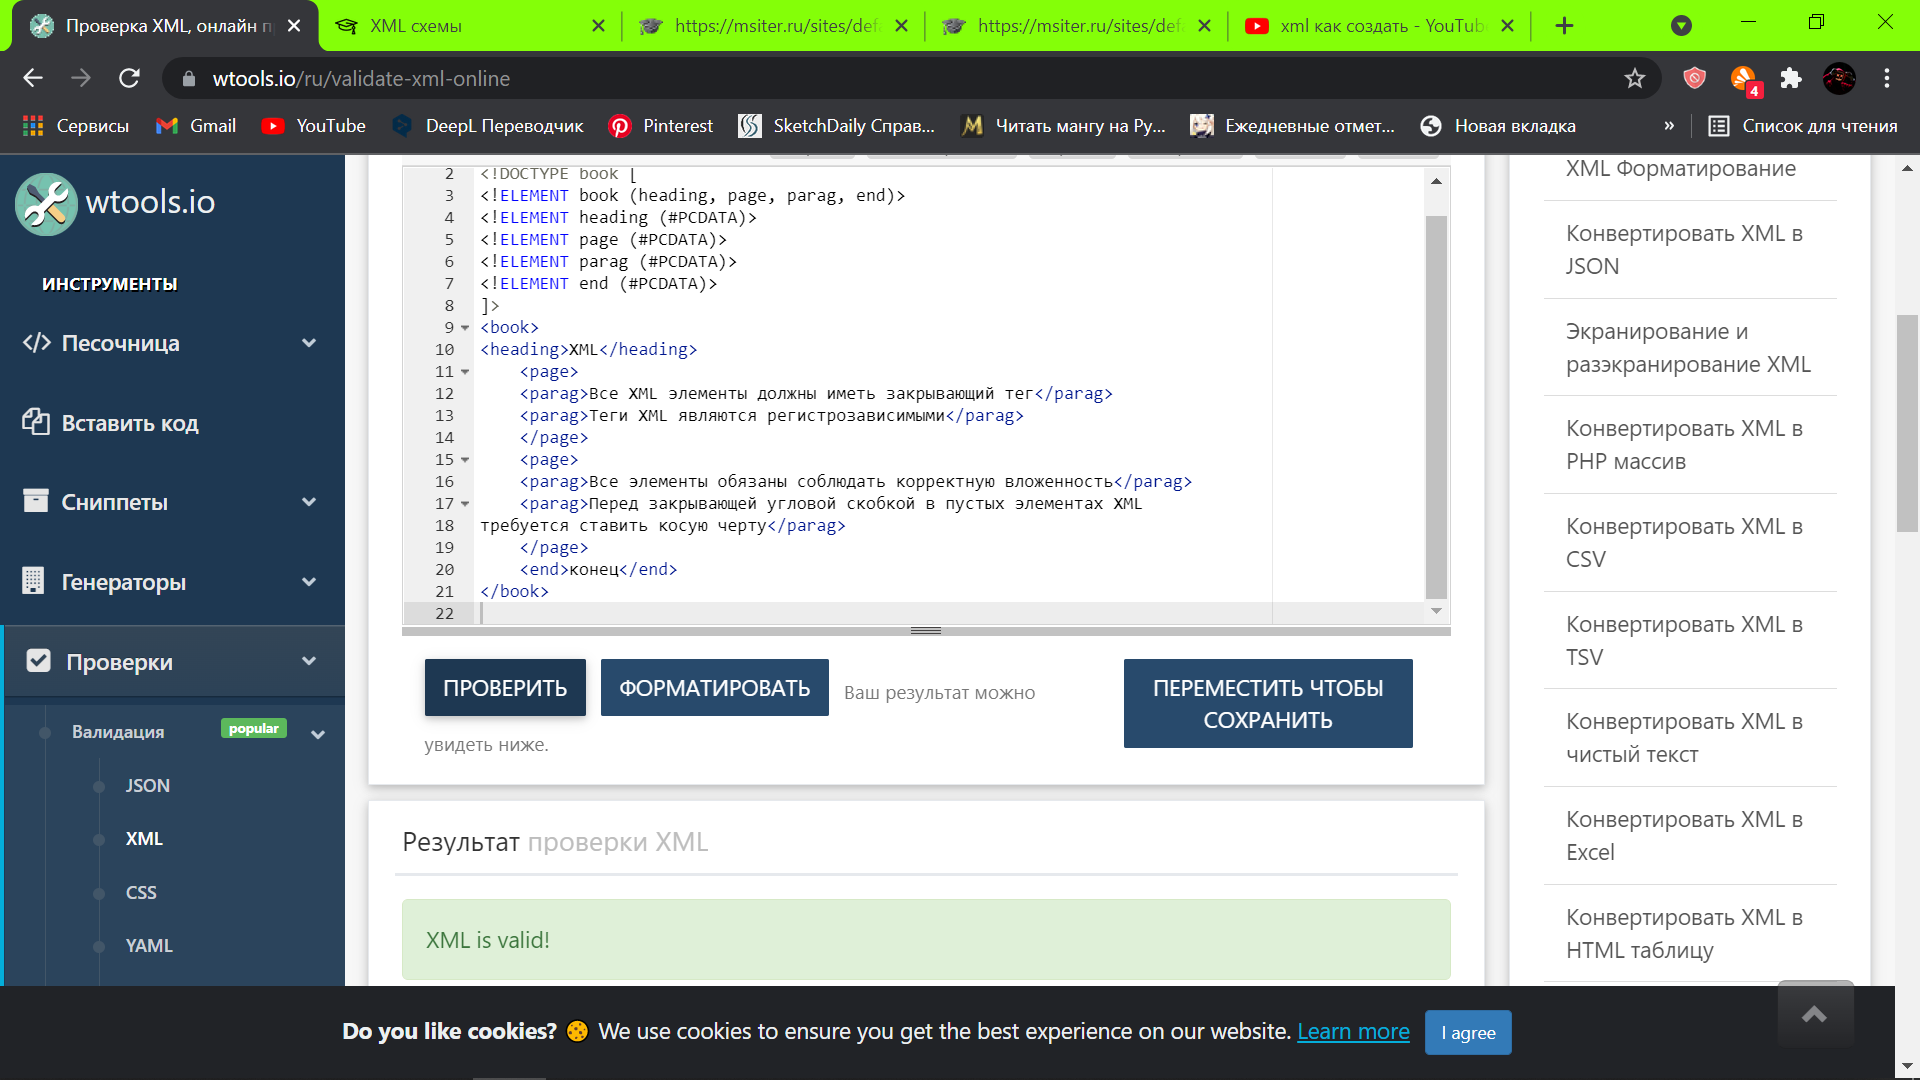 Проверка XML, онлайн п
XML схемы
https://msiter.ru/sites/defa
https://msiter.ru/sites/defa
xml как создать - YouTube
wtools.io/ru/validate-xml-online
4
Сервисы
Gmail
YouTube
DeepL Переводчик
Pinterest
SketchDaily Справ...
Читать мангу на Ру...
Ежедневные отмет...
Новая вкладка
»
Список для чтения
wtools.io
ИНСТРУМЕНТЫ
Песочница
Вставить код
Сниппеты
Генераторы
Проверки
Валидация
popular
JSON
XML
CSS
YAML
2 <!DOCTYPE book [
3 <!ELEMENT book (heading, page, parag, end)>
4 <!ELEMENT heading (#PCDATA)>
5 <!ELEMENT page (#PCDATA)>
6 <!ELEMENT parag (#PCDATA)>
7 <!ELEMENT end (#PCDATA)>
8 ]>
9 <book>
10 <heading>XML</heading>
11 <page>
12 <parag>Все XML элементы должны иметь закрывающий тег</parag>
13 <parag>Теги XML являются регистрозависимыми</parag>
14 </page>
15 <page>
16 <parag>Все элементы обязаны соблюдать корректную вложенность</parag>
17 <parag>Перед закрывающей угловой скобкой в пустых элементах XML
18 требуется ставить косую черту</parag>
19 </page>
20 <end>конец</end>
21 </book>
22
ПРОВЕРИТЬ
ФОРМАТИРОВАТЬ
Ваш результат можно
увидеть ниже.
ПЕРЕМЕСТИТЬ ЧТОБЫ
СОХРАНИТЬ
Результат проверки XML
XML is valid!
XML Форматирование
Конвертировать XML в
JSON
Экранирование и
разэкранирование XML
Конвертировать XML в
PHP массив
Конвертировать XML в
CSV
Конвертировать XML в
TSV
Конвертировать XML в
чистый текст
Конвертировать XML в
Excel
Конвертировать XML в
HTML таблицу
Do you like cookies? 🍪 We use cookies to ensure you get the best experience on our website. Learn more
I agree